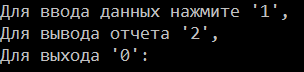 Для ввода данных нажмите '1',
Для вывода отчета '2',
Для выхода '0':